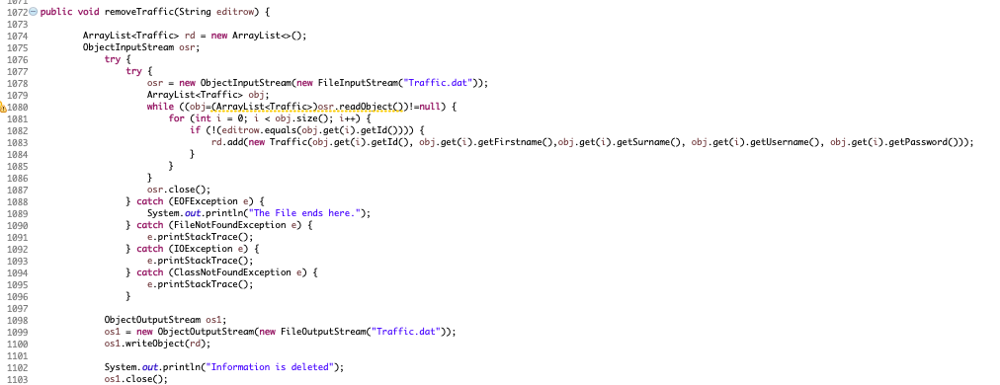 1072 public void removeTraffic(String editrow) {
1073
1074 ArrayList<Traffic> rd = new ArrayList<>();
1075 ObjectInputStream osr;
1076 try {
1077 try {
1078 osr = new ObjectInputStream(new FileInputStream("Traffic.dat"));
1079 ArrayList<Traffic> obj;
1080 while ((obj=(ArrayList<Traffic>)osr.readObject())!=null) {
1081 for (int i = 0; i < obj.size(); i++) {
1082 if (!(editrow.equals(obj.get(i).getId()))) {
1083 rd.add(new Traffic(obj.get(i).getId(), obj.get(i).getFirstname(),obj.get(i).getSurname(), obj.get(i).getUsername(), obj.get(i).getPassword()));
1084 }
1085 }
1086 }
1087 osr.close();
1088 } catch (EOFException e) {
1089 System.out.println("The File ends here.");
1090 } catch (FileNotFoundException e) {
1091 e.printStackTrace();
1092 } catch (IOException e) {
1093 e.printStackTrace();
1094 } catch (ClassNotFoundException e) {
1095 e.printStackTrace();
1096 }
1097
1098 ObjectOutputStream os1;
1099 os1 = new ObjectOutputStream(new FileOutputStream("Traffic.dat"));
1100 os1.writeObject(rd);
1101
1102 System.out.println("Information is deleted");
1103 os1.close();